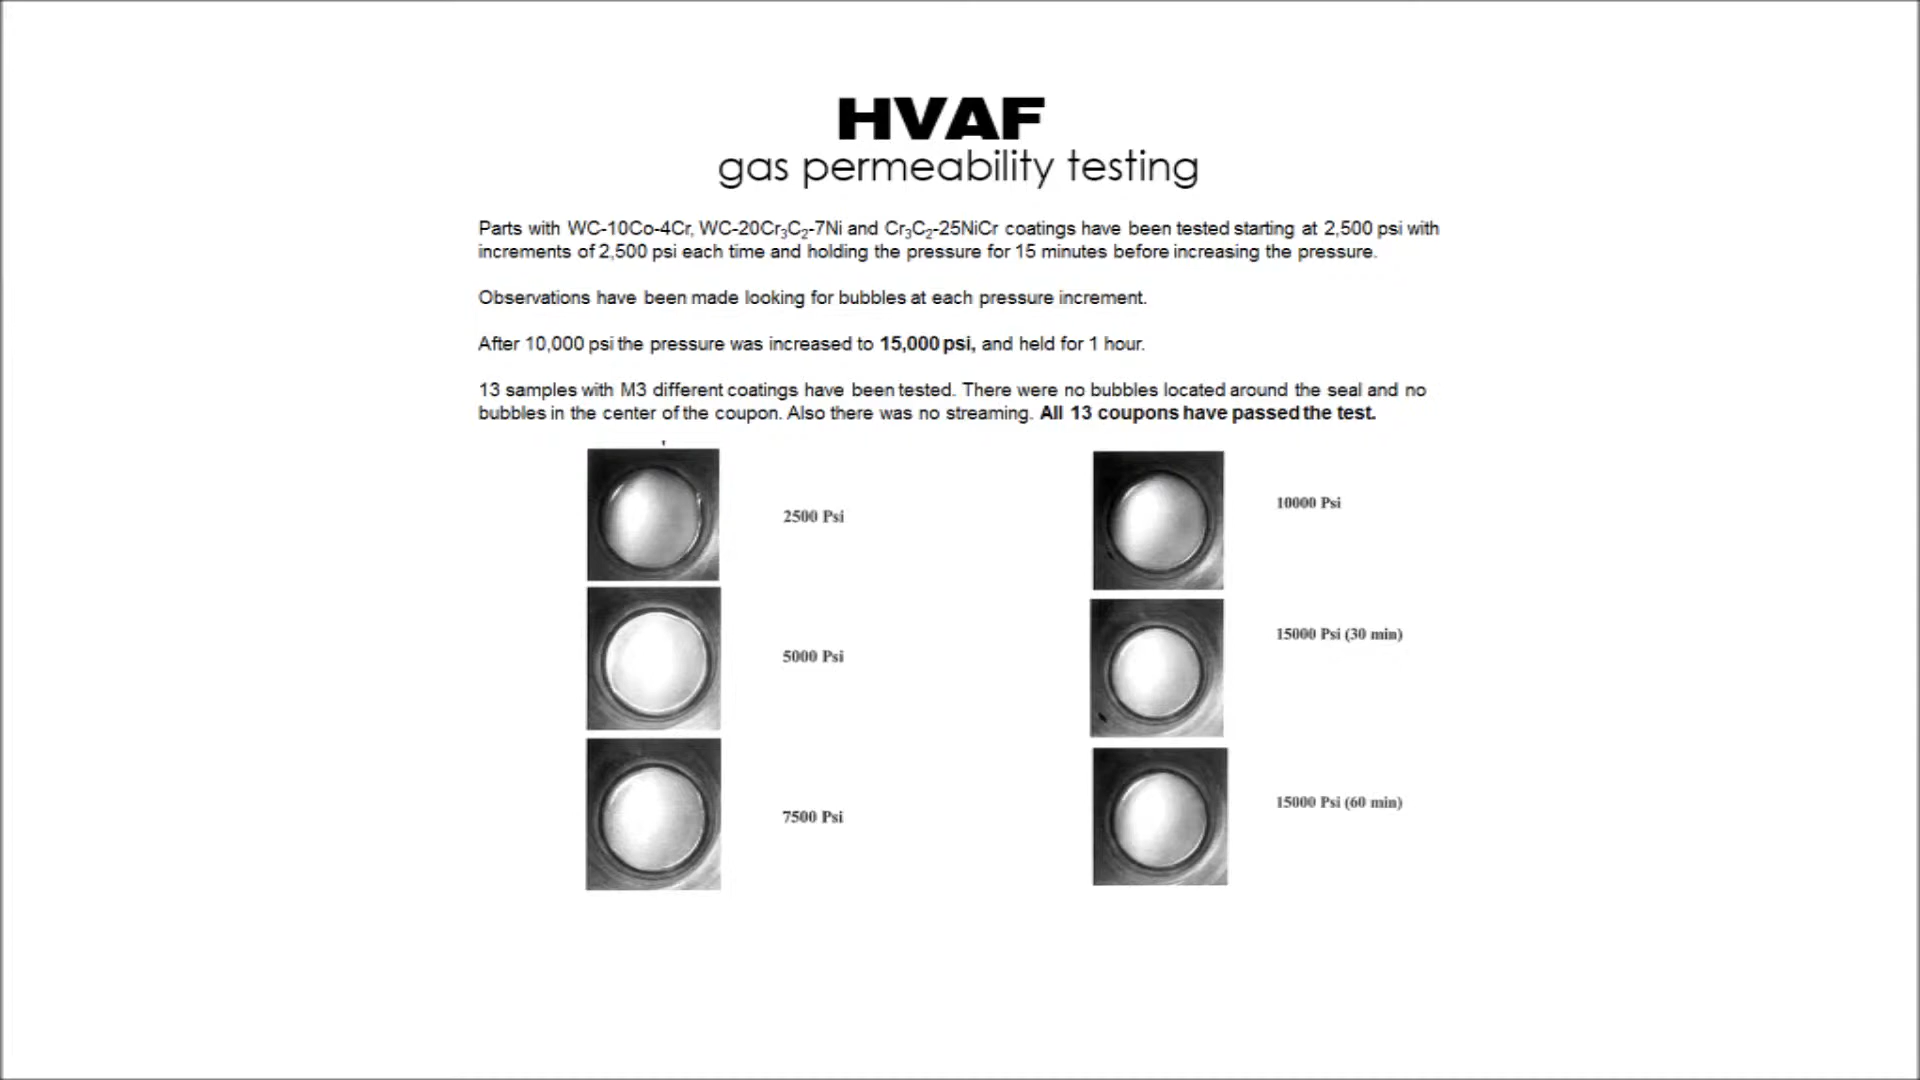 HVAF
gas permeability testing
Parts with WC-10Co-4Cr, WC-20Cr₃C₂-7Ni and Cr₃C₂-25NiCr coatings have been tested starting at 2,500 psi with
increments of 2,500 psi each time and holding the pressure for 15 minutes before increasing the pressure.
Observations have been made looking for bubbles at each pressure increment.
After 10,000 psi the pressure was increased to 15,000 psi, and held for 1 hour.
13 samples with M3 different coatings have been tested. There were no bubbles located around the seal and no
bubbles in the center of the coupon. Also there was no streaming. All 13 coupons have passed the test.
2500 Psi
5000 Psi
7500 Psi
10000 Psi
15000 Psi (30 min)
15000 Psi (60 min)